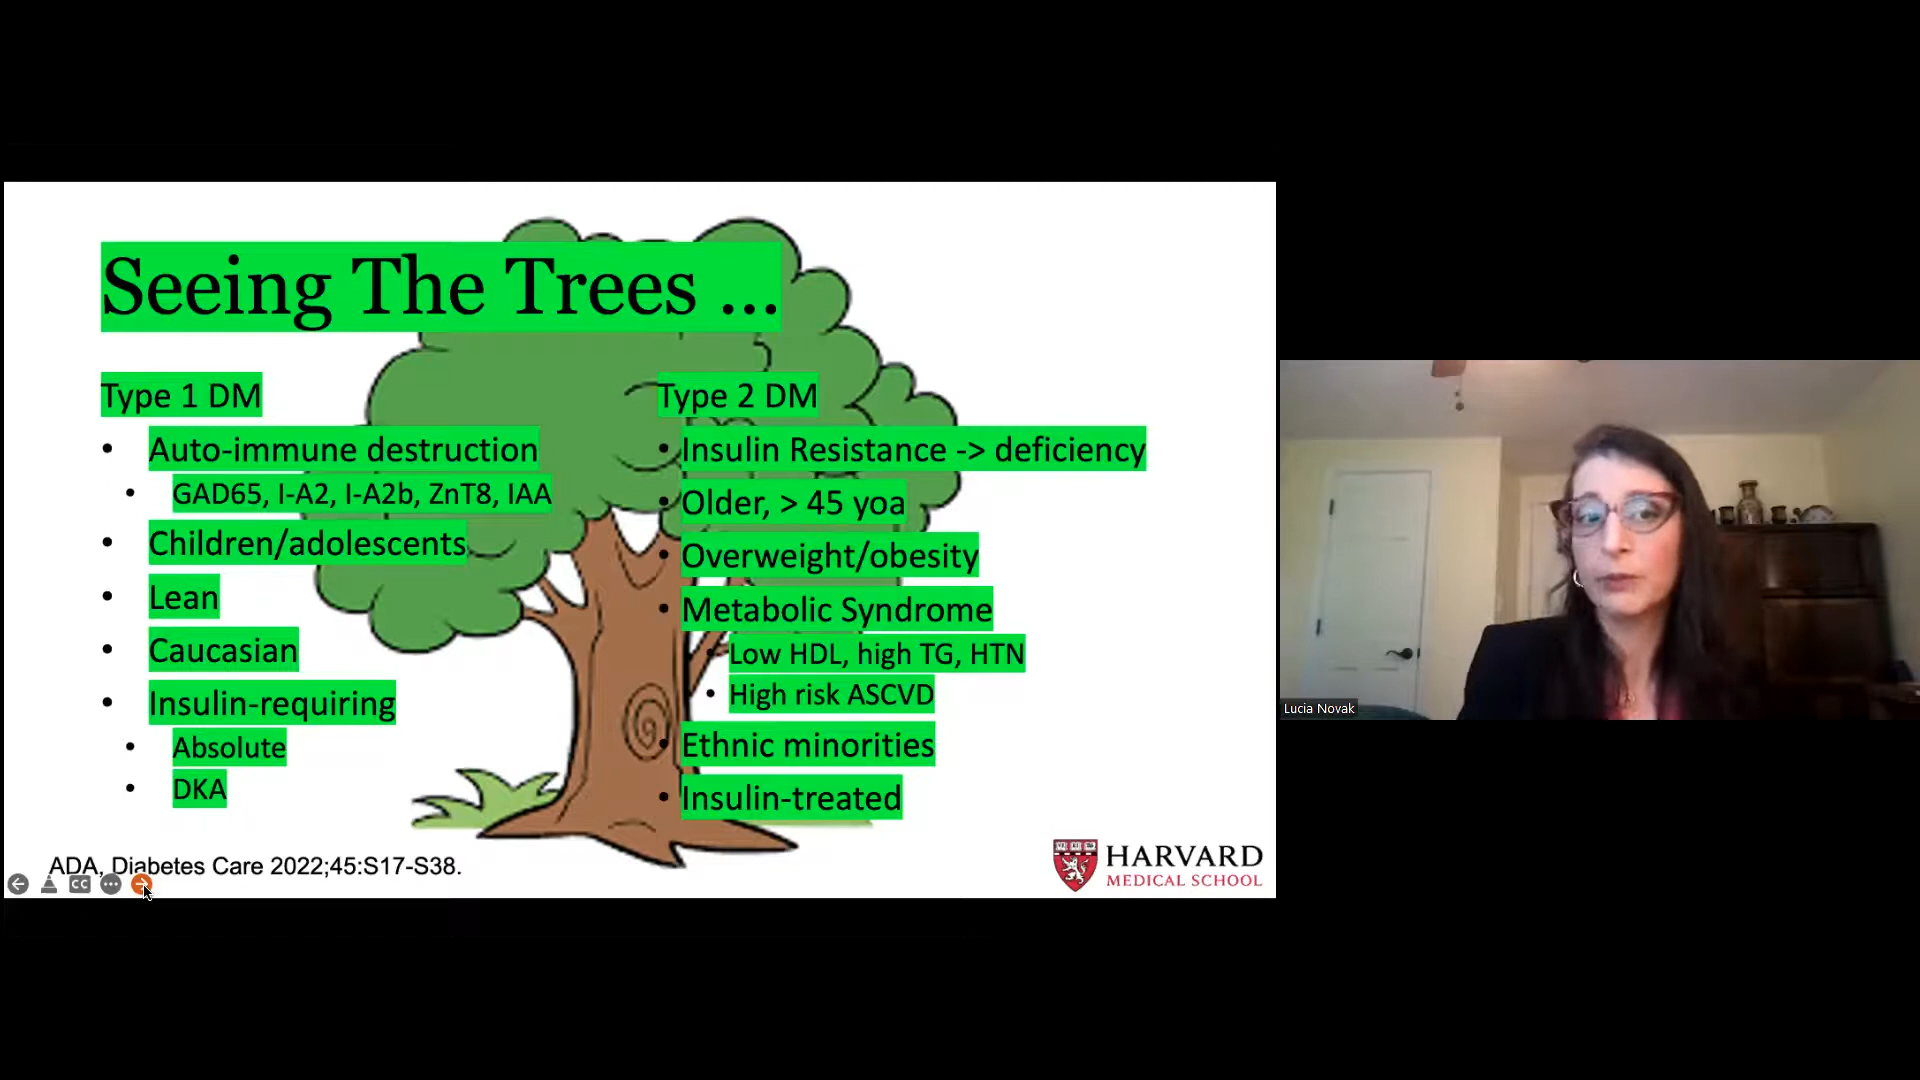 Seeing The Trees ...
Type 1 DM
• Auto-immune destruction
• GAD65, I-A2, I-A2b, ZnT8, IAA
• Children/adolescents
• Lean
• Caucasian
• Insulin-requiring
• Absolute
• DKA
Type 2 DM
• Insulin Resistance -> deficiency
• Older, > 45 yoa
• Overweight/obesity
• Metabolic Syndrome
• Low HDL, high TG, HTN
• High risk ASCVD
• Ethnic minorities
• Insulin-treated
ADA, Diabetes Care 2022;45:S17-S38.
CC
HARVARD
MEDICAL SCHOOL
Lucia Novak